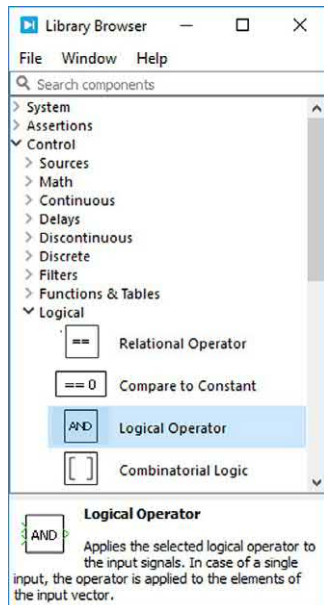 Library Browser
File Window Help
Search components
> System
> Assertions
Control
> Sources
> Math
> Continuous
> Delays
> Discontinuous
> Discrete
> Filters
> Functions & Tables
Logical
== Relational Operator
== 0 Compare to Constant
AND Logical Operator
[ ] Combinatorial Logic
Logical Operator
AND
Applies the selected logical operator to
the input signals. In case of a single
input, the operator is applied to the elements of
the input vector.